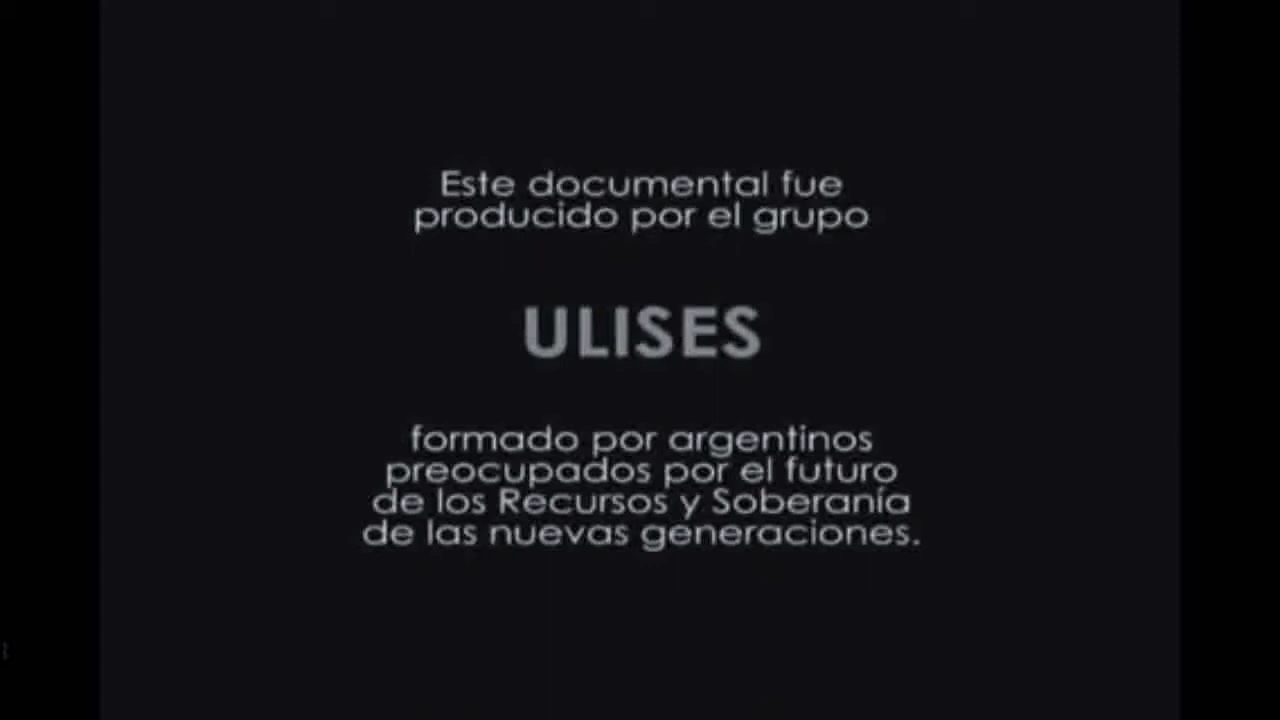 Este documental fue
producido por el grupo
ULISES
formado por argentinos
preocupados por el futuro
de los Recursos y Soberanía
de las nuevas generaciones.